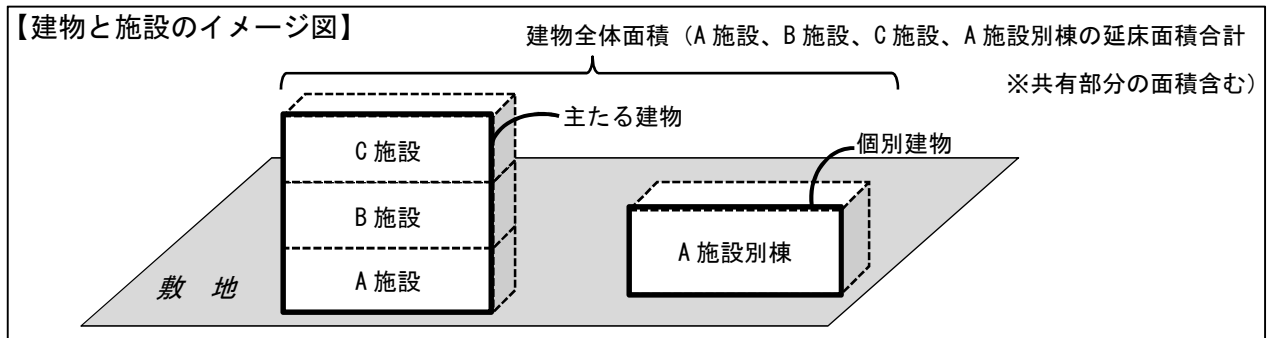 【建物と施設のイメージ図】
建物全体面積（A施設、B施設、C施設、A施設別棟の延床面積合計
※共有部分の面積含む）
主たる建物
個別建物
C施設
B施設
A施設別棟
A施設
敷 地